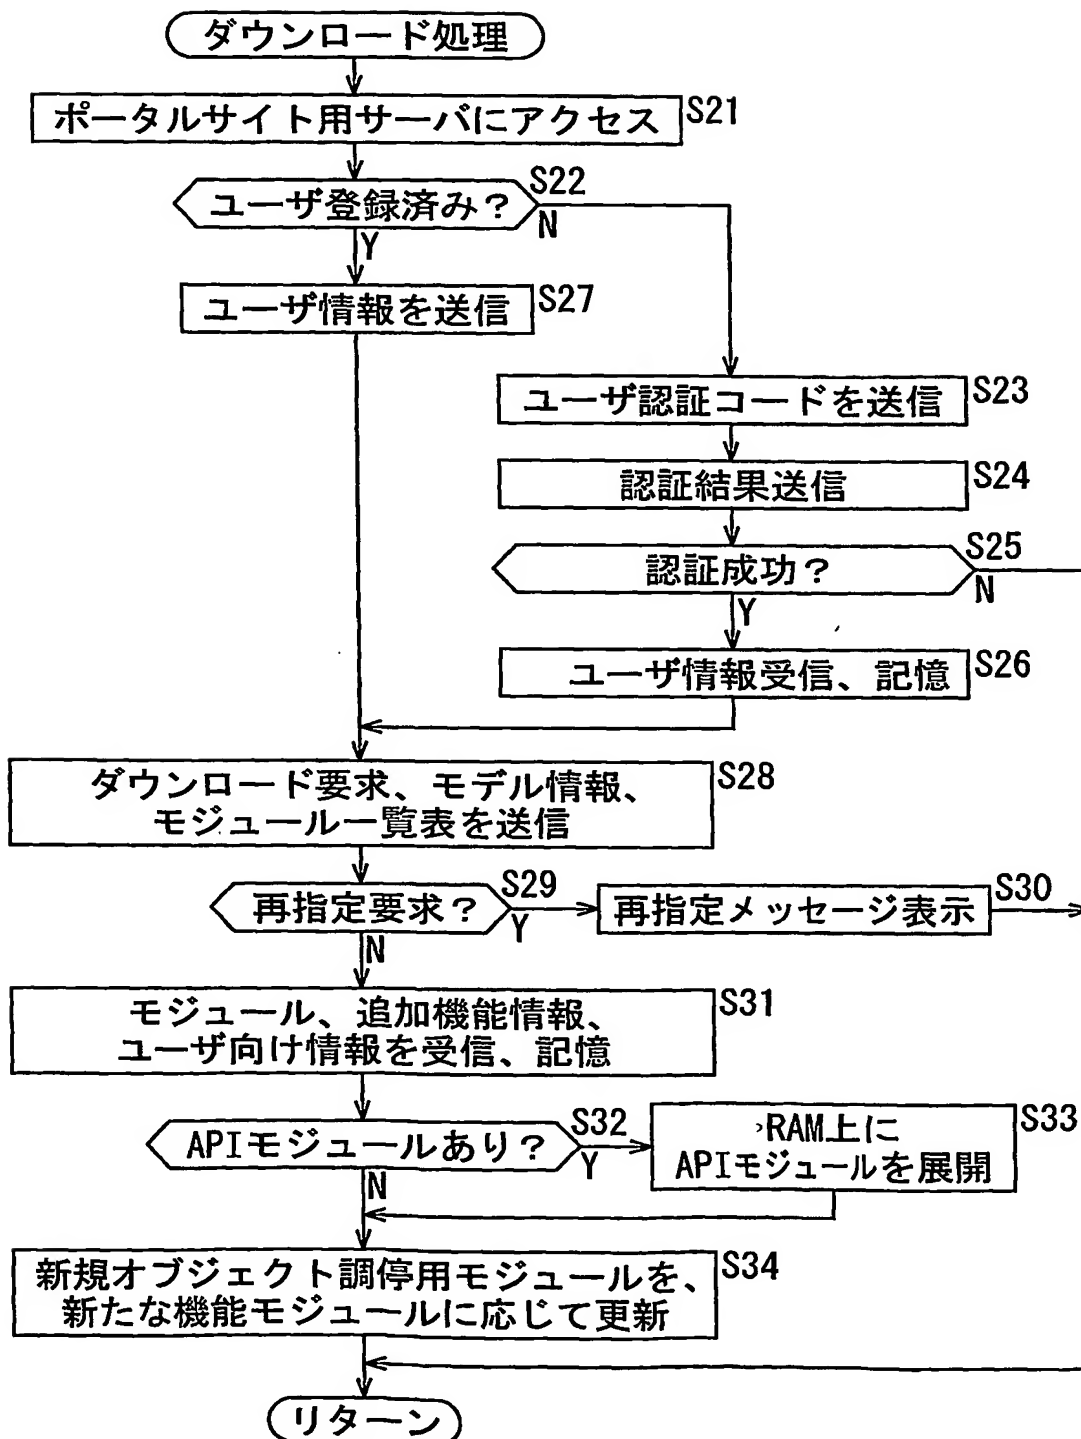 ダウンロード処理
ポータルサイト用サーバにアクセス
S21
ユーザ登録済み?
S22
N
Y
ユーザ情報を送信
S27
ユーザ認証コードを送信
S23
認証結果送信
S24
認証成功?
S25
N
Y
ユーザ情報受信、記憶
S26
ダウンロード要求、モデル情報、
モジュール一覧表を送信
S28
再指定要求?
S29
Y
再指定メッセージ表示
S30
N
モジュール、追加機能情報、
ユーザ向け情報を受信、記憶
S31
APIモジュールあり?
S32
Y
RAM上に
APIモジュールを展開
S33
N
新規オブジェクト調停用モジュールを、
新たな機能モジュールに応じて更新
S34
リターン